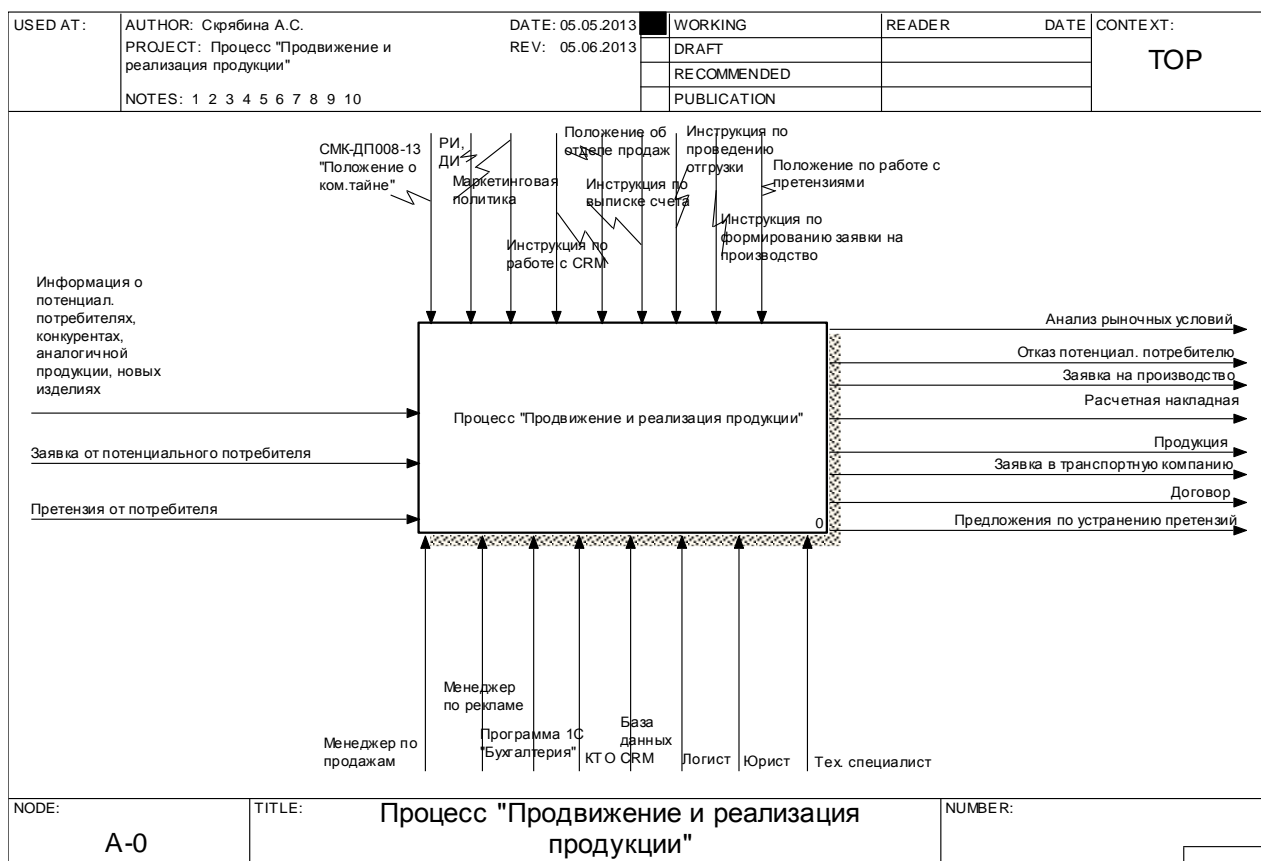 USED AT:
AUTHOR: Скрябина А.С.
DATE: 05.05.2013
PROJECT: Процесс "Продвижение и
реализация продукции"
REV: 05.06.2013
NOTES: 1 2 3 4 5 6 7 8 9 10
WORKING
DRAFT
RECOMMENDED
PUBLICATION
READER
DATE
CONTEXT:
TOP
СМК-ДП008-13
"Положение о
ком.тайне"
РИ,
ДИ
Маркетинговая
политика
Инструкция по
работе с CRM
Положение об
отделе продаж
Инструкция по
выписке счета
Инструкция по
проведению
отгрузки
Инструкция по
формированию заявки на
производство
Положение по работе с
претензиями
Информация о
потенциал.
потребителях,
конкурентах,
аналогичной
продукции, новых
изделиях
Заявка от потенциального потребителя
Претензия от потребителя
Процесс "Продвижение и реализация продукции"
0
Анализ рыночных условий
Отказ потенциал. потребителю
Заявка на производство
Расчетная накладная
Продукция
Заявка в транспортную компанию
Договор
Предложения по устранению претензий
Менеджер по
продажам
Менеджер
по рекламе
Программа 1С
"Бухгалтерия"
КТО
База
данных
CRM
Логист
Юрист
Тех. специалист
NODE:
A-0
TITLE:
Процесс "Продвижение и реализация
продукции"
NUMBER: